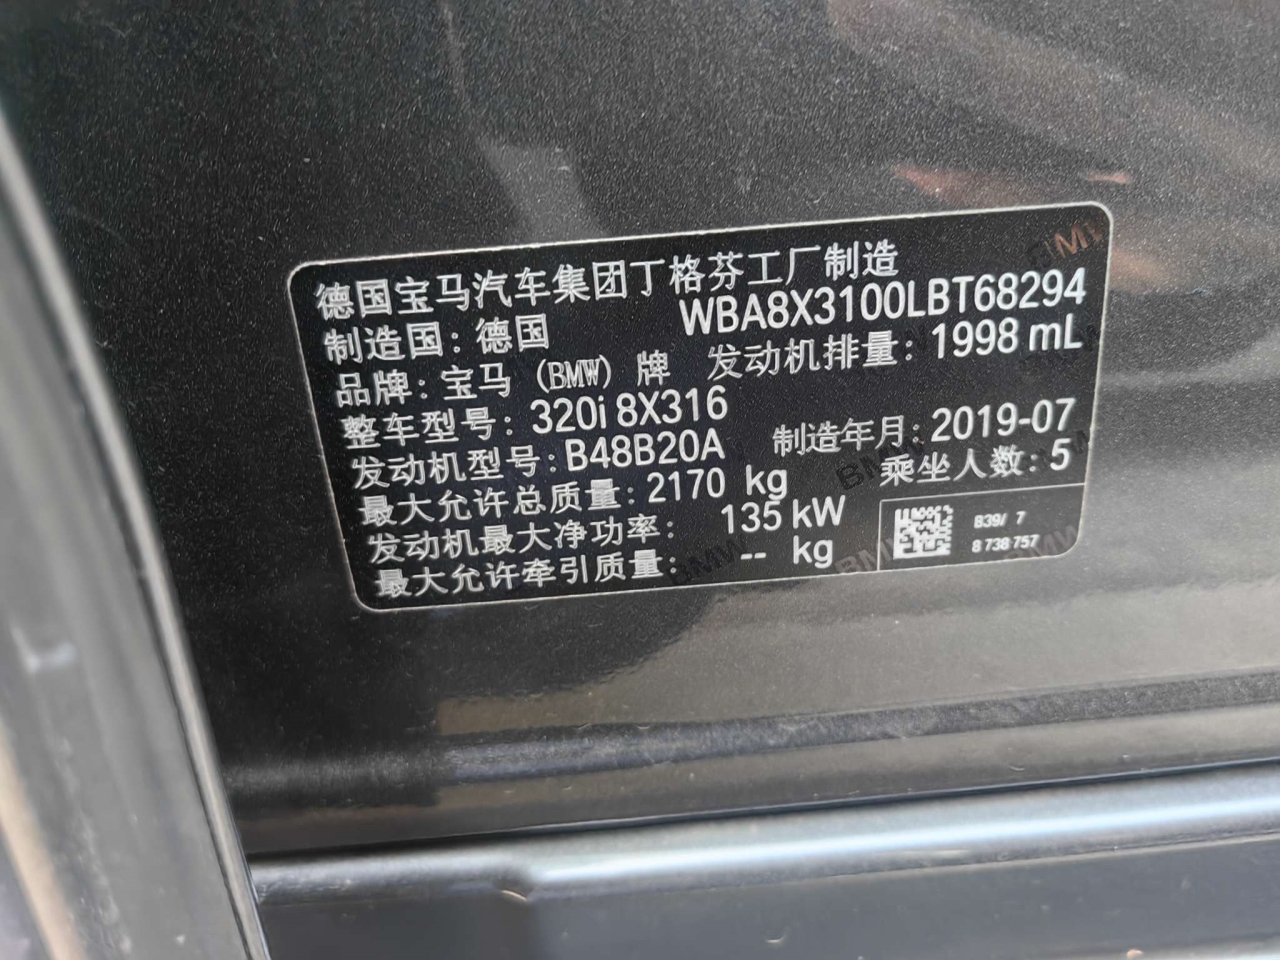 德国宝马汽车集团丁格芬工厂制造
制造国：德国 WBA8X3100LBT68294
品牌：宝马（BMW）牌 发动机排量：1998 mL
整车型号：320i 8X316
发动机型号：B48B20A 制造年月：2019-07
最大允许总质量：2170 kg 乘坐人数：5
发动机最大净功率： 135 kW
最大允许牵引质量： -- kg
B39/ 7
8 738 757